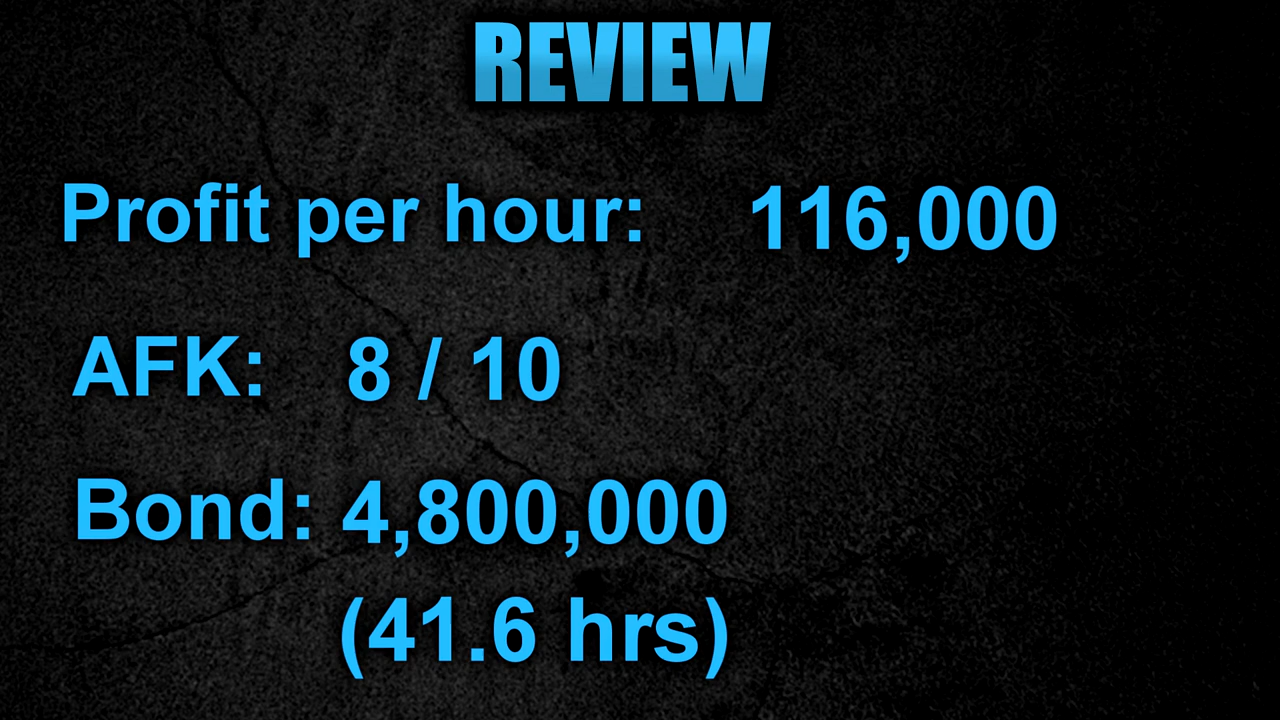 REVIEW
Profit per hour: 116,000
AFK: 8 / 10
Bond: 4,800,000
(41.6 hrs)